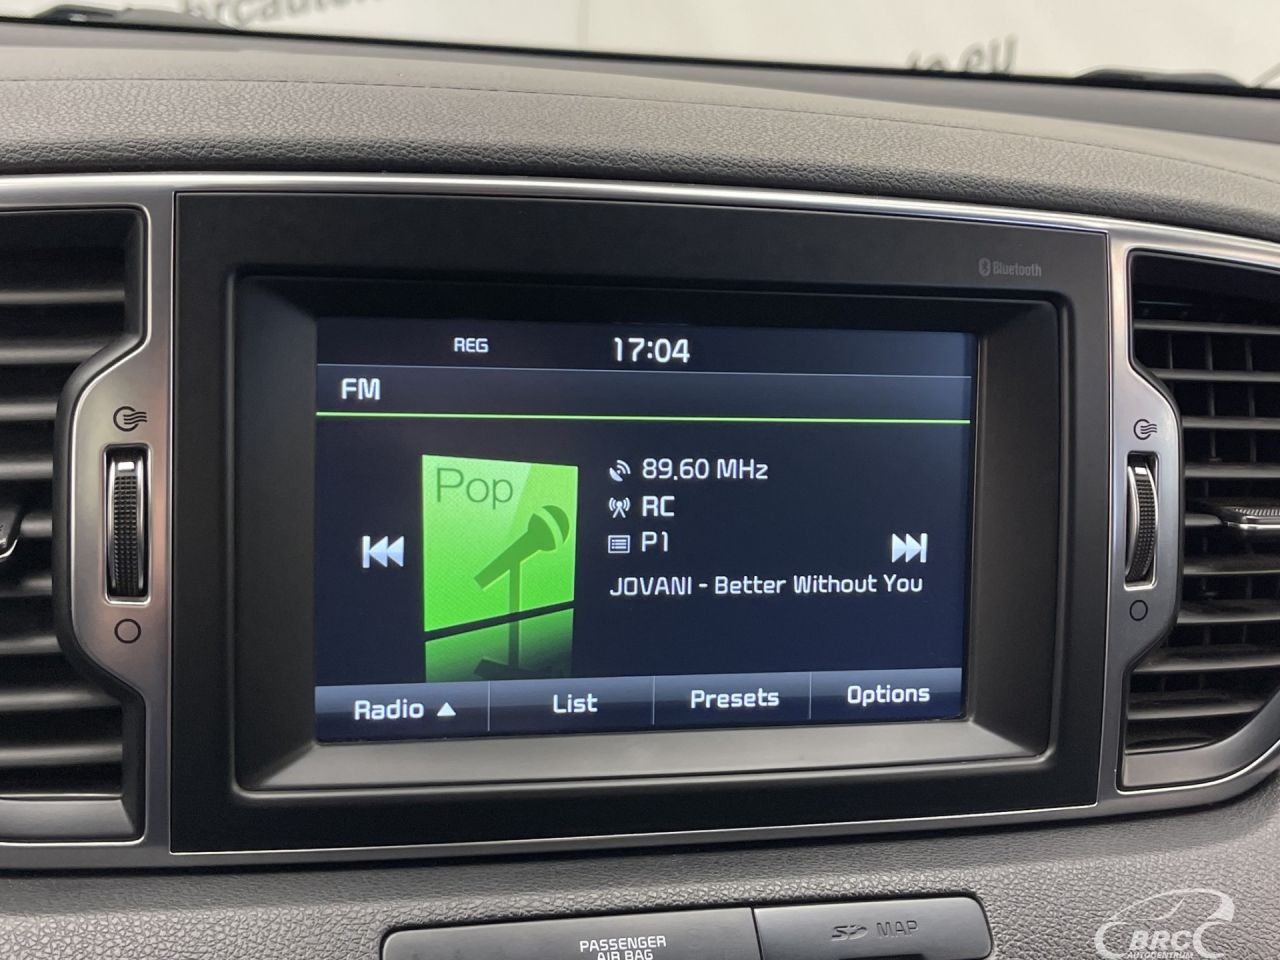 Bluetooth
REG
17:04
FM
Pop
89.60 MHz
RC
P1
JOVANI - Better Without You
Radio
List
Presets
Options
PASSENGER
AIR BAG
SD MAP
BRC
AUTOCENTRUM